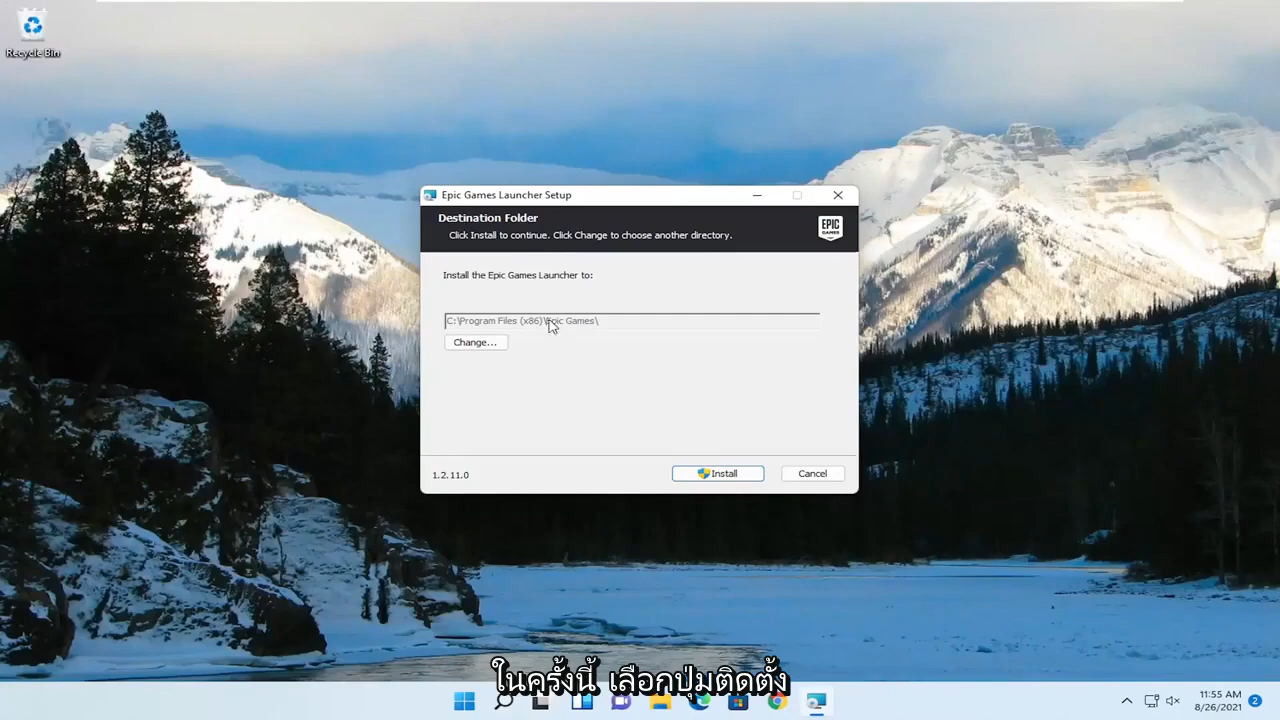 Recycle Bin
Epic Games Launcher Setup
Destination Folder
Click Install to continue. Click Change to choose another directory.
EPIC
GAMES
Install the Epic Games Launcher to:
C:\Program Files (x86)\Epic Games\
Change...
1.2.11.0
Install
Cancel
ในครั้งนี้ เลือกปุ่มติดตั้ง
11:55 AM
8/26/2021
2